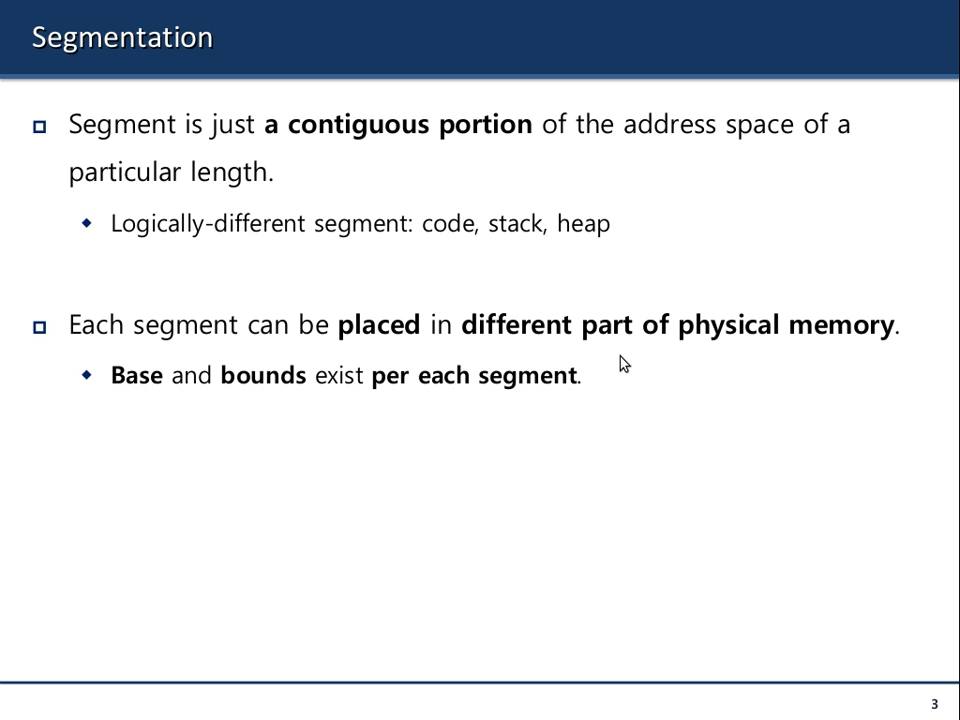 Segmentation
Segment is just a contiguous portion of the address space of a
particular length.
Logically-different segment: code, stack, heap
Each segment can be placed in different part of physical memory.
Base and bounds exist per each segment.
3